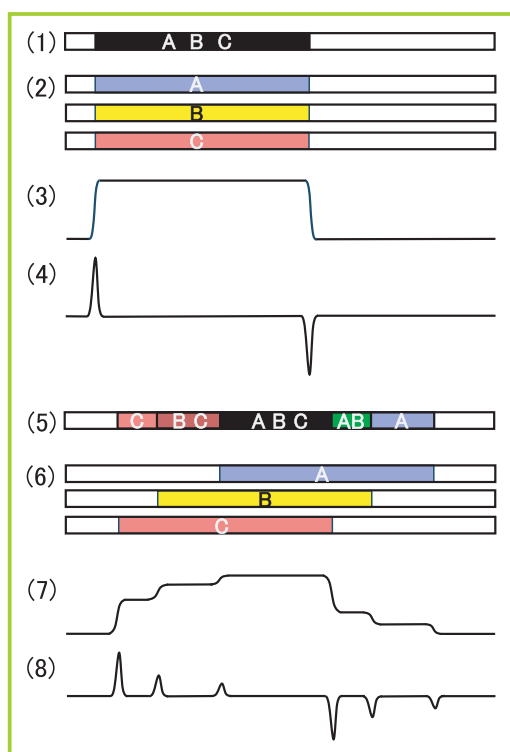 (1) A B C
(2) A
B
C
(3)
(4)
(5) C B C A B C AB A
(6) A
B
C
(7)
(8)